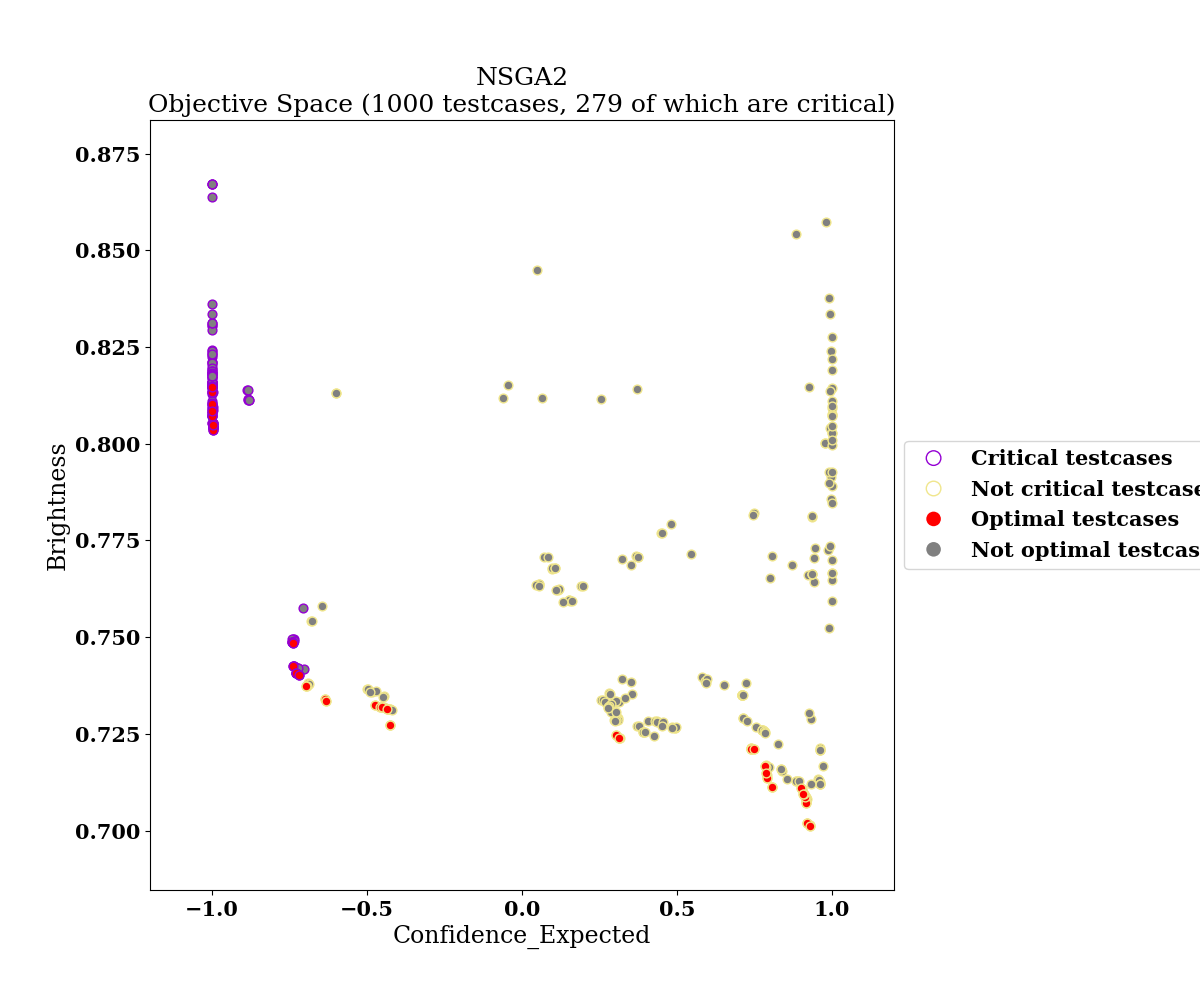 NSGA2
Objective Space (1000 testcases, 279 of which are critical)
0.875
0.850
0.825
0.800
0.775
0.750
0.725
0.700
Brightness
−1.0 −0.5 0.0 0.5 1.0
Confidence_Expected
Critical testcases
Not critical testcase
Optimal testcases
Not optimal testcas